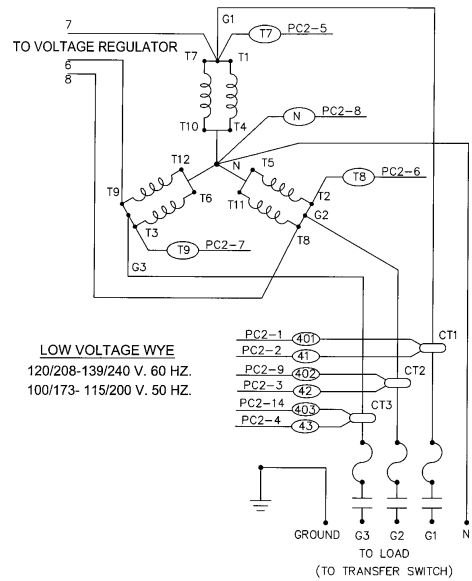 G1
7
T7 PC2-5
TO VOLTAGE REGULATOR
T7 T1
6
8
T10 T4
N PC2-8
N
T12 T5
T8 PC2-6
T9 T6 T11 T2
G2
T3 T8
T9 PC2-7
G3
CT1
PC2-1 401
PC2-2 41
CT2
PC2-9 402
PC2-3 42
CT3
PC2-14 403
PC2-4 43
LOW VOLTAGE WYE
120/208-139/240 V. 60 HZ.
100/173- 115/200 V. 50 HZ.
GROUND G3 G2 G1 N
TO LOAD
(TO TRANSFER SWITCH)